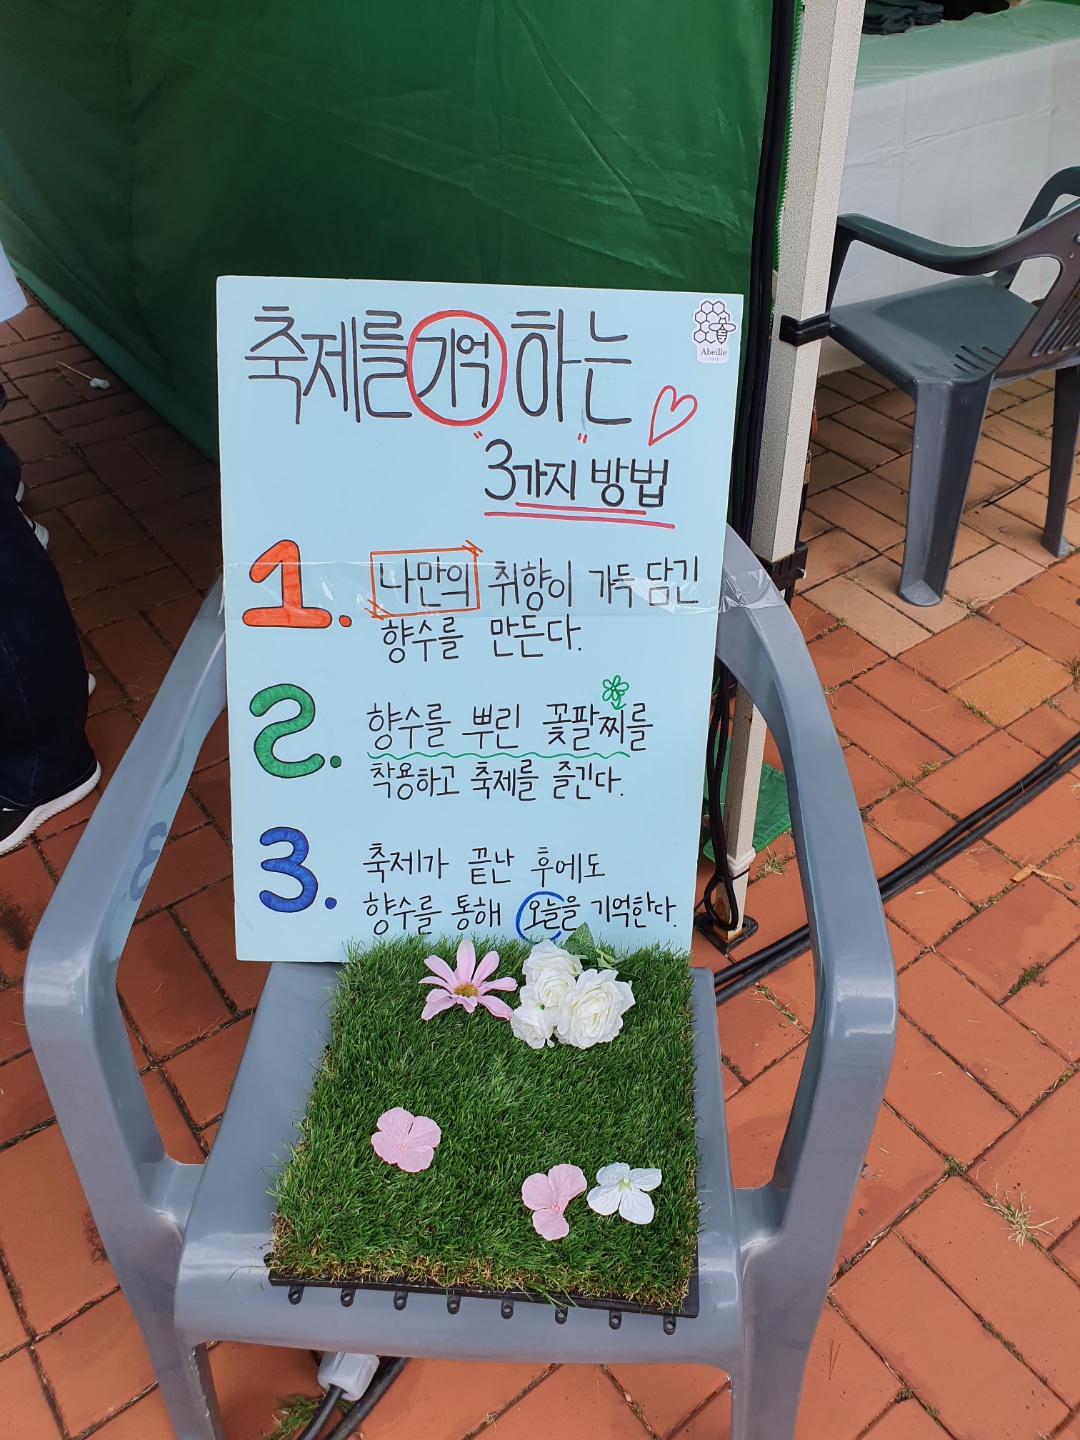 축제를 기억하는
Abeille
"3가지" 방법
1. 나만의 취향이 가득 담긴
향수를 만든다.
2. 향수를 뿌린 꽃팔찌를
착용하고 축제를 즐긴다.
3. 축제가 끝난 후에도
향수를 통해 오늘을 기억한다.